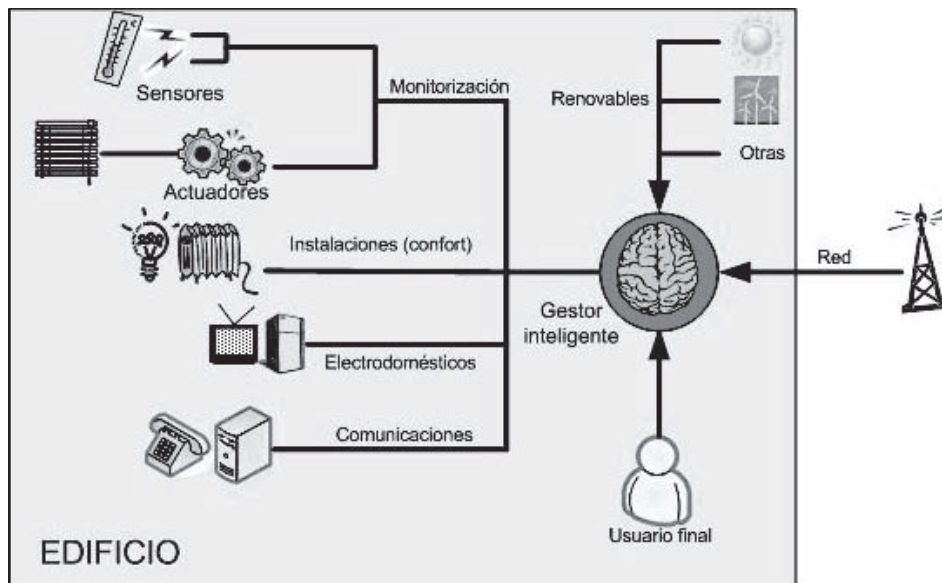 Sensores
Monitorización
Renovables
Otras
Actuadores
Instalaciones (confort)
Red
Gestor
inteligente
Electrodomésticos
Comunicaciones
Usuario final
EDIFICIO